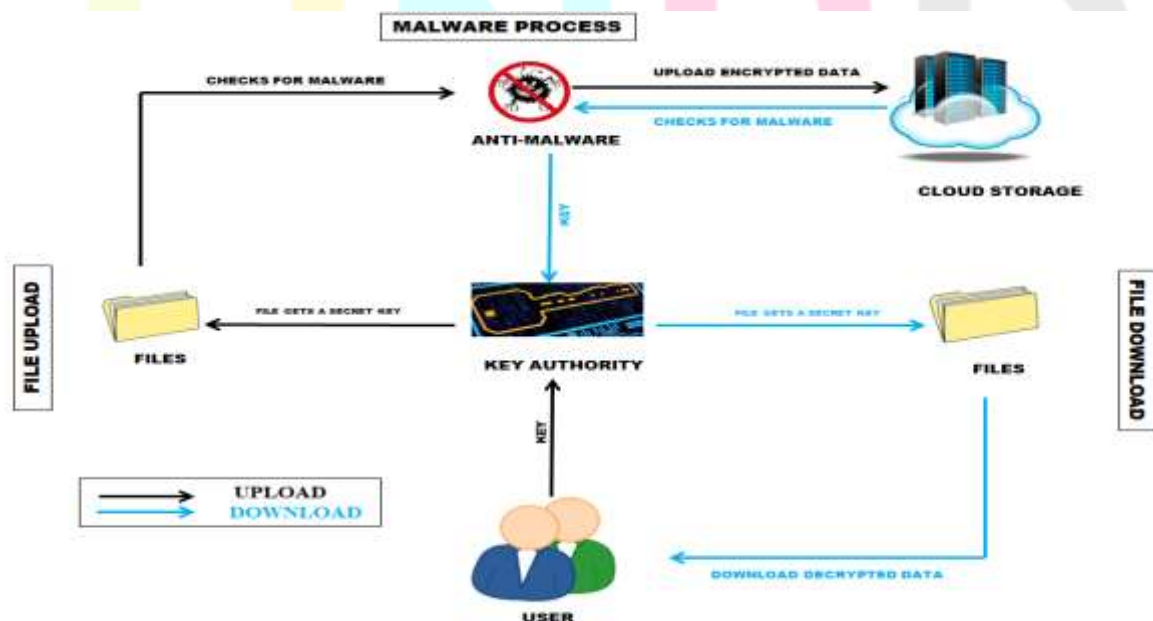 MALWARE PROCESS
CHECKS FOR MALWARE
UPLOAD ENCRYPTED DATA
CHECKS FOR MALWARE
ANTI-MALWARE
CLOUD STORAGE
KEY
FILE UPLOAD
FILE GETS A SECRET KEY
FILE GETS A SECRET KEY
FILE DOWNLOAD
FILES
KEY AUTHORITY
FILES
KEY
UPLOAD
DOWNLOAD
DOWNLOAD DECRYPTED DATA
USER